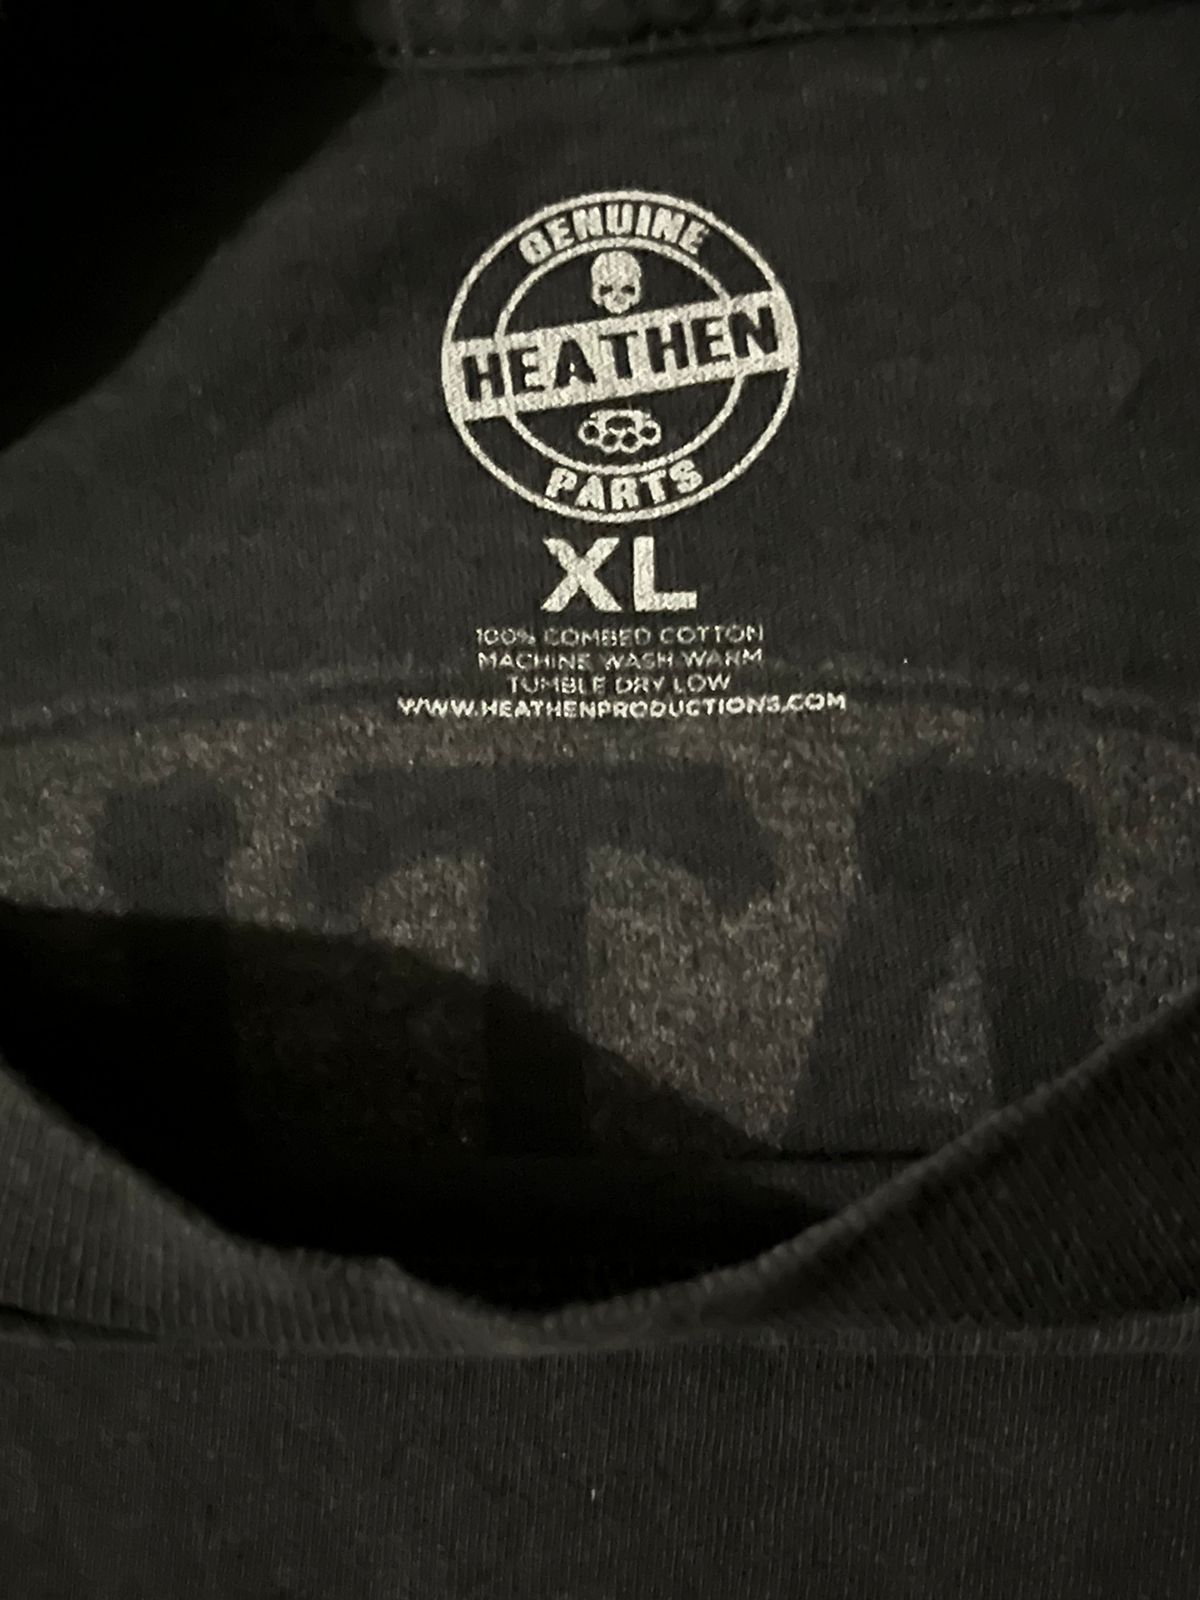 GENUINE
HEATHEN
PARTS
XL
100% COMBED COTTON
MACHINE WASH WARM
TUMBLE DRY LOW
WWW.HEATHENPRODUCTIONS.COM